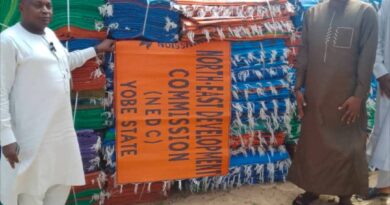 NORTH-EAST DEVELOPMENT
COMMISSION
(NEDC)
YOBE STATE